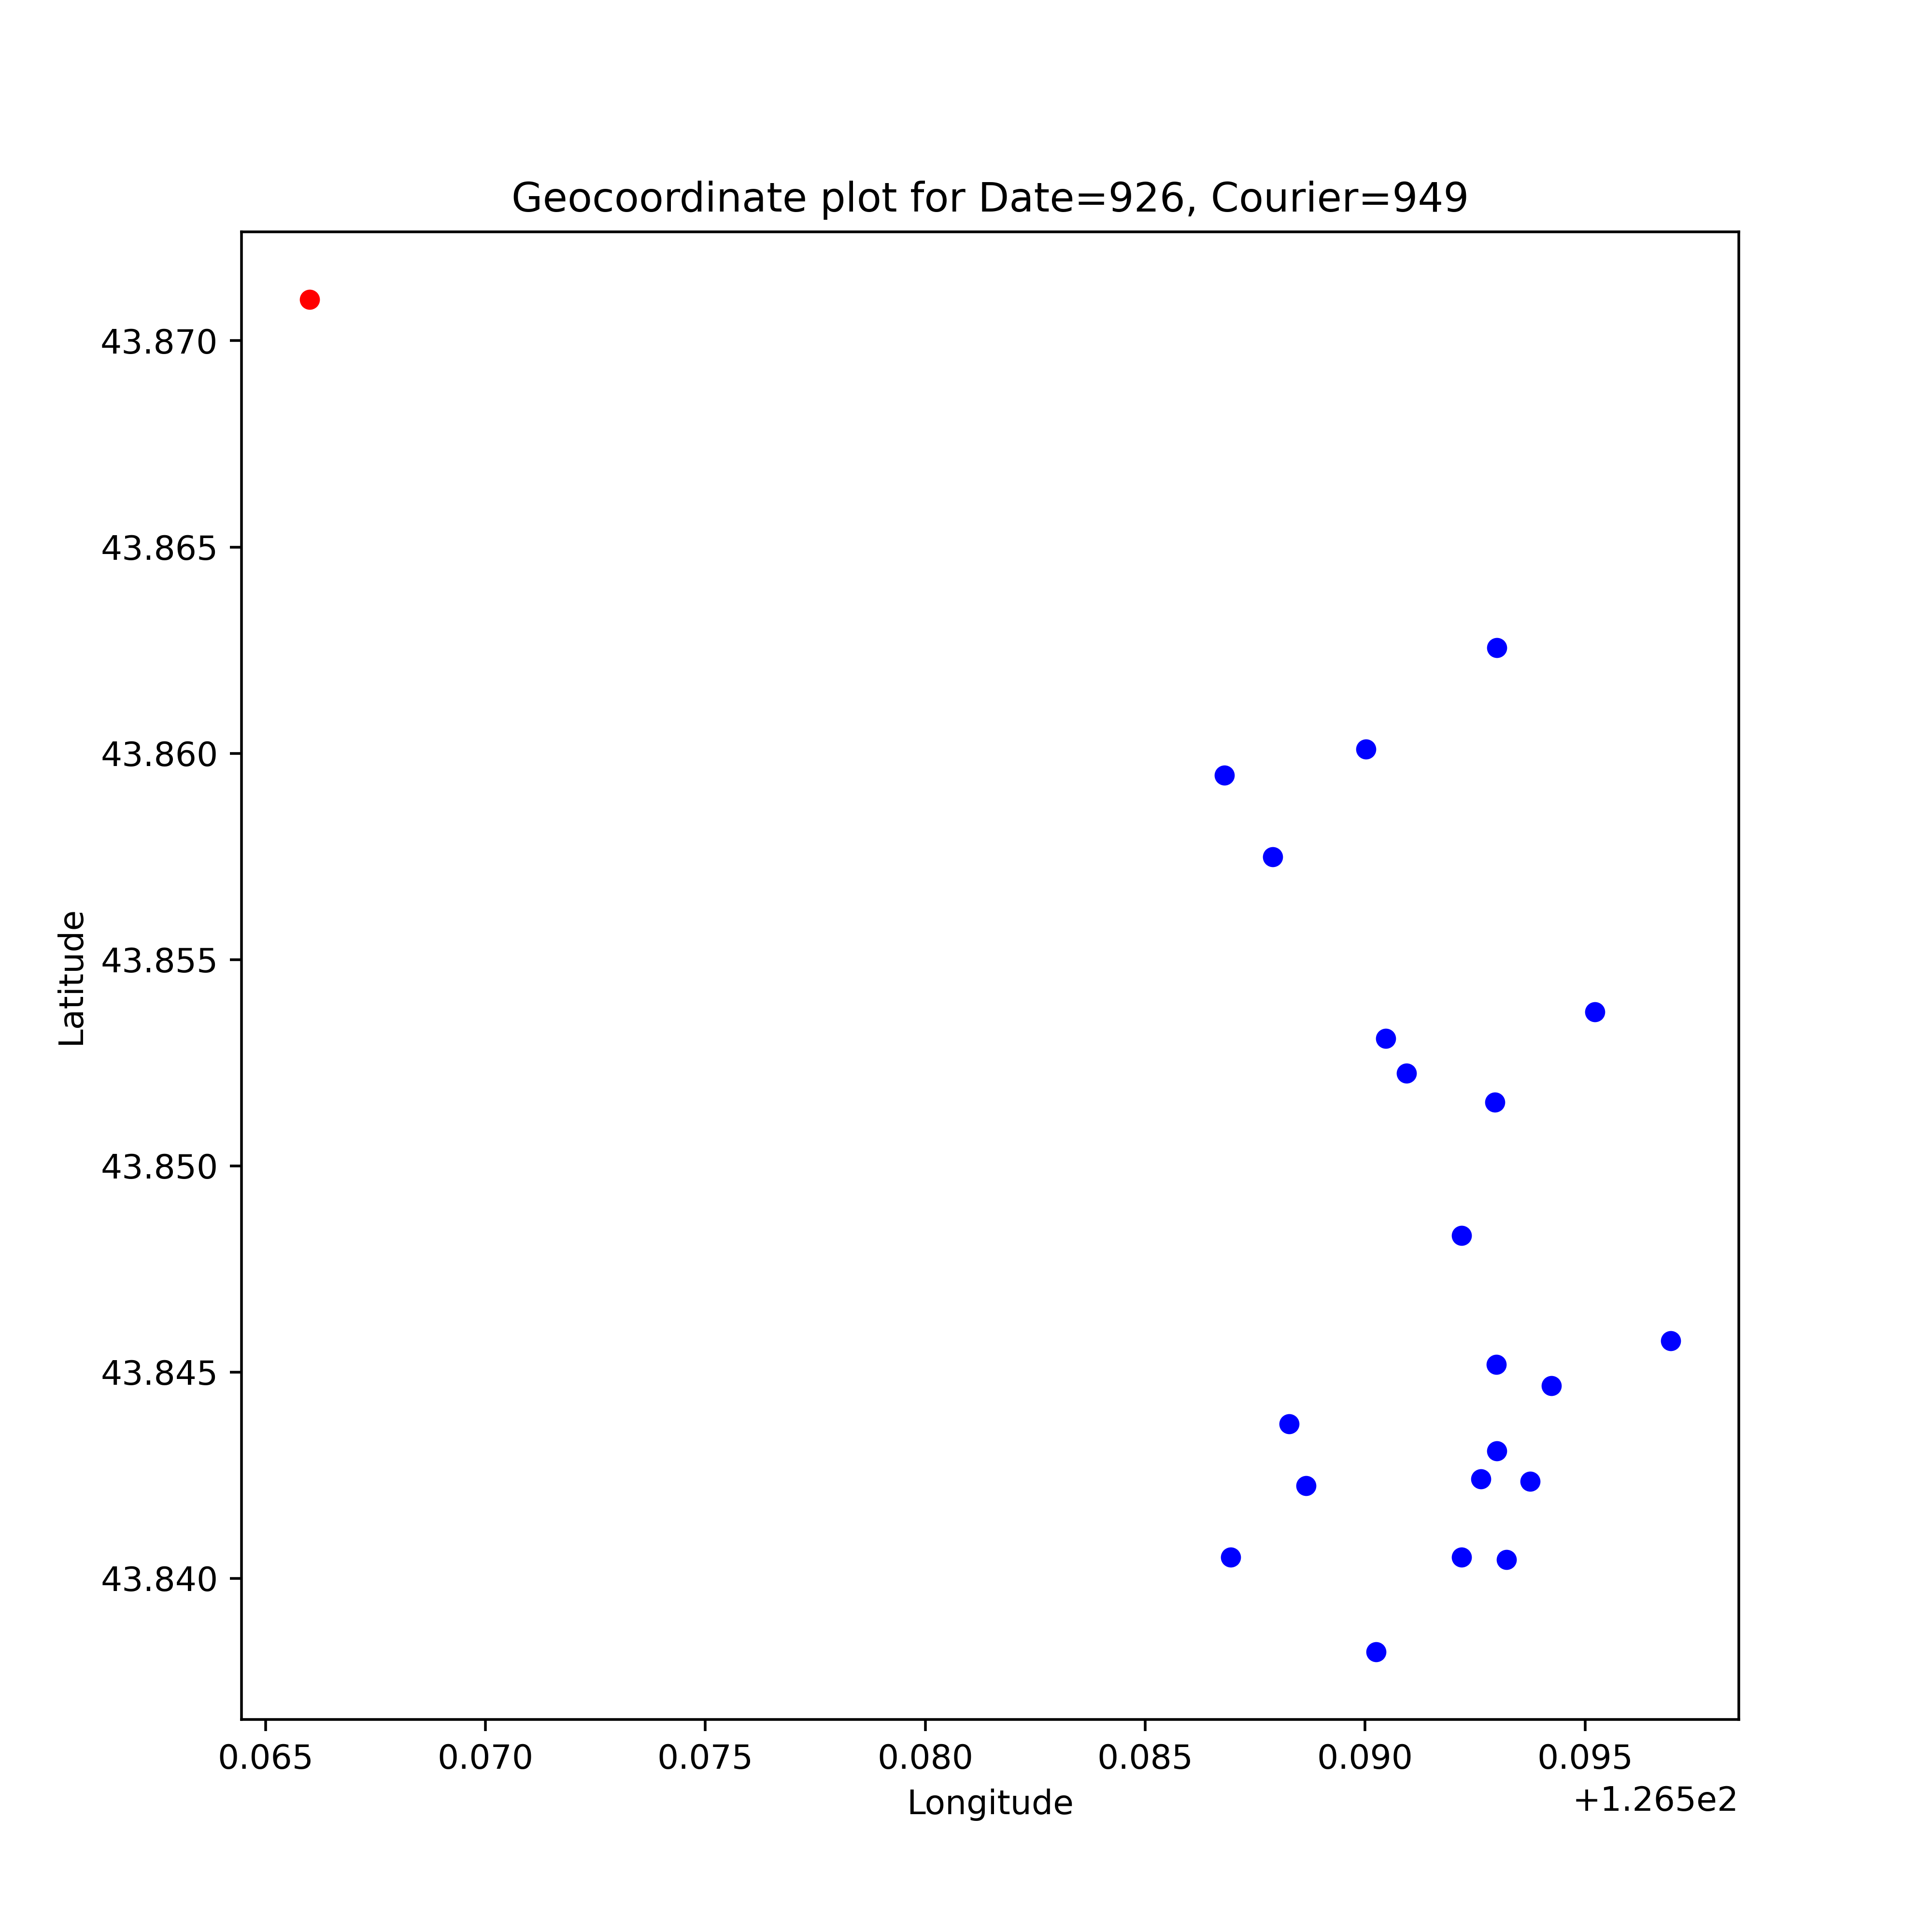 Geocoordinate plot for Date=926, Courier=949
43.870
43.865
43.860
43.855
43.850
43.845
43.840
Latitude
0.065 0.070 0.075 0.080 0.085 0.090 0.095
Longitude
+1.265e2